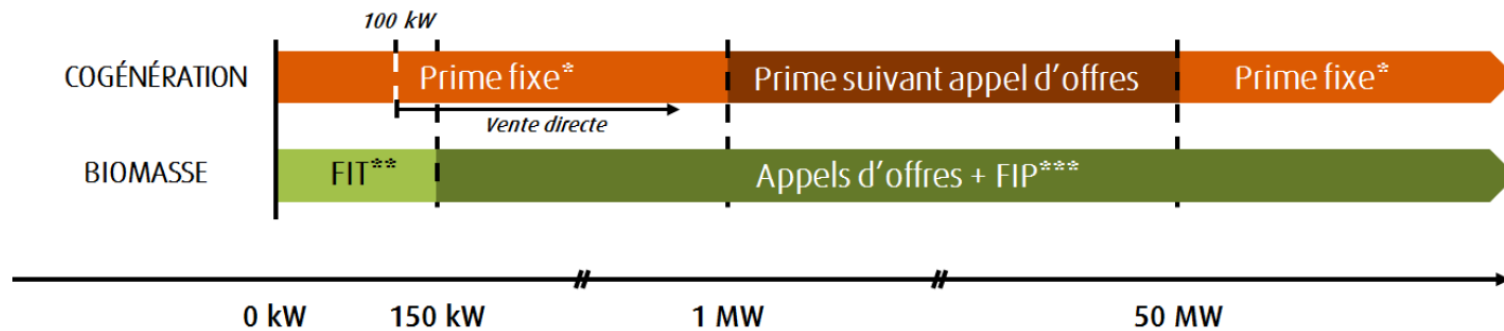 100 kW
COGÉNÉRATION Prime fixe* Prime suivant appel d'offres Prime fixe*
Vente directe
BIOMASSE FIT** Appels d'offres + FIP***
0 kW 150 kW 1 MW 50 MW